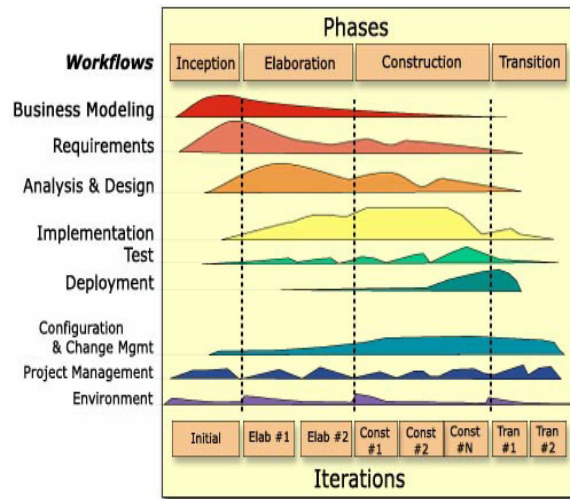 Phases
Workflows
Inception
Elaboration
Construction
Transition
Business Modeling
Requirements
Analysis & Design
Implementation
Test
Deployment
Configuration
& Change Mgmt
Project Management
Environment
Initial
Elab #1
Elab #2
Const
#1
Const
#2
Const
#N
Tran
#1
Tran
#2
Iterations